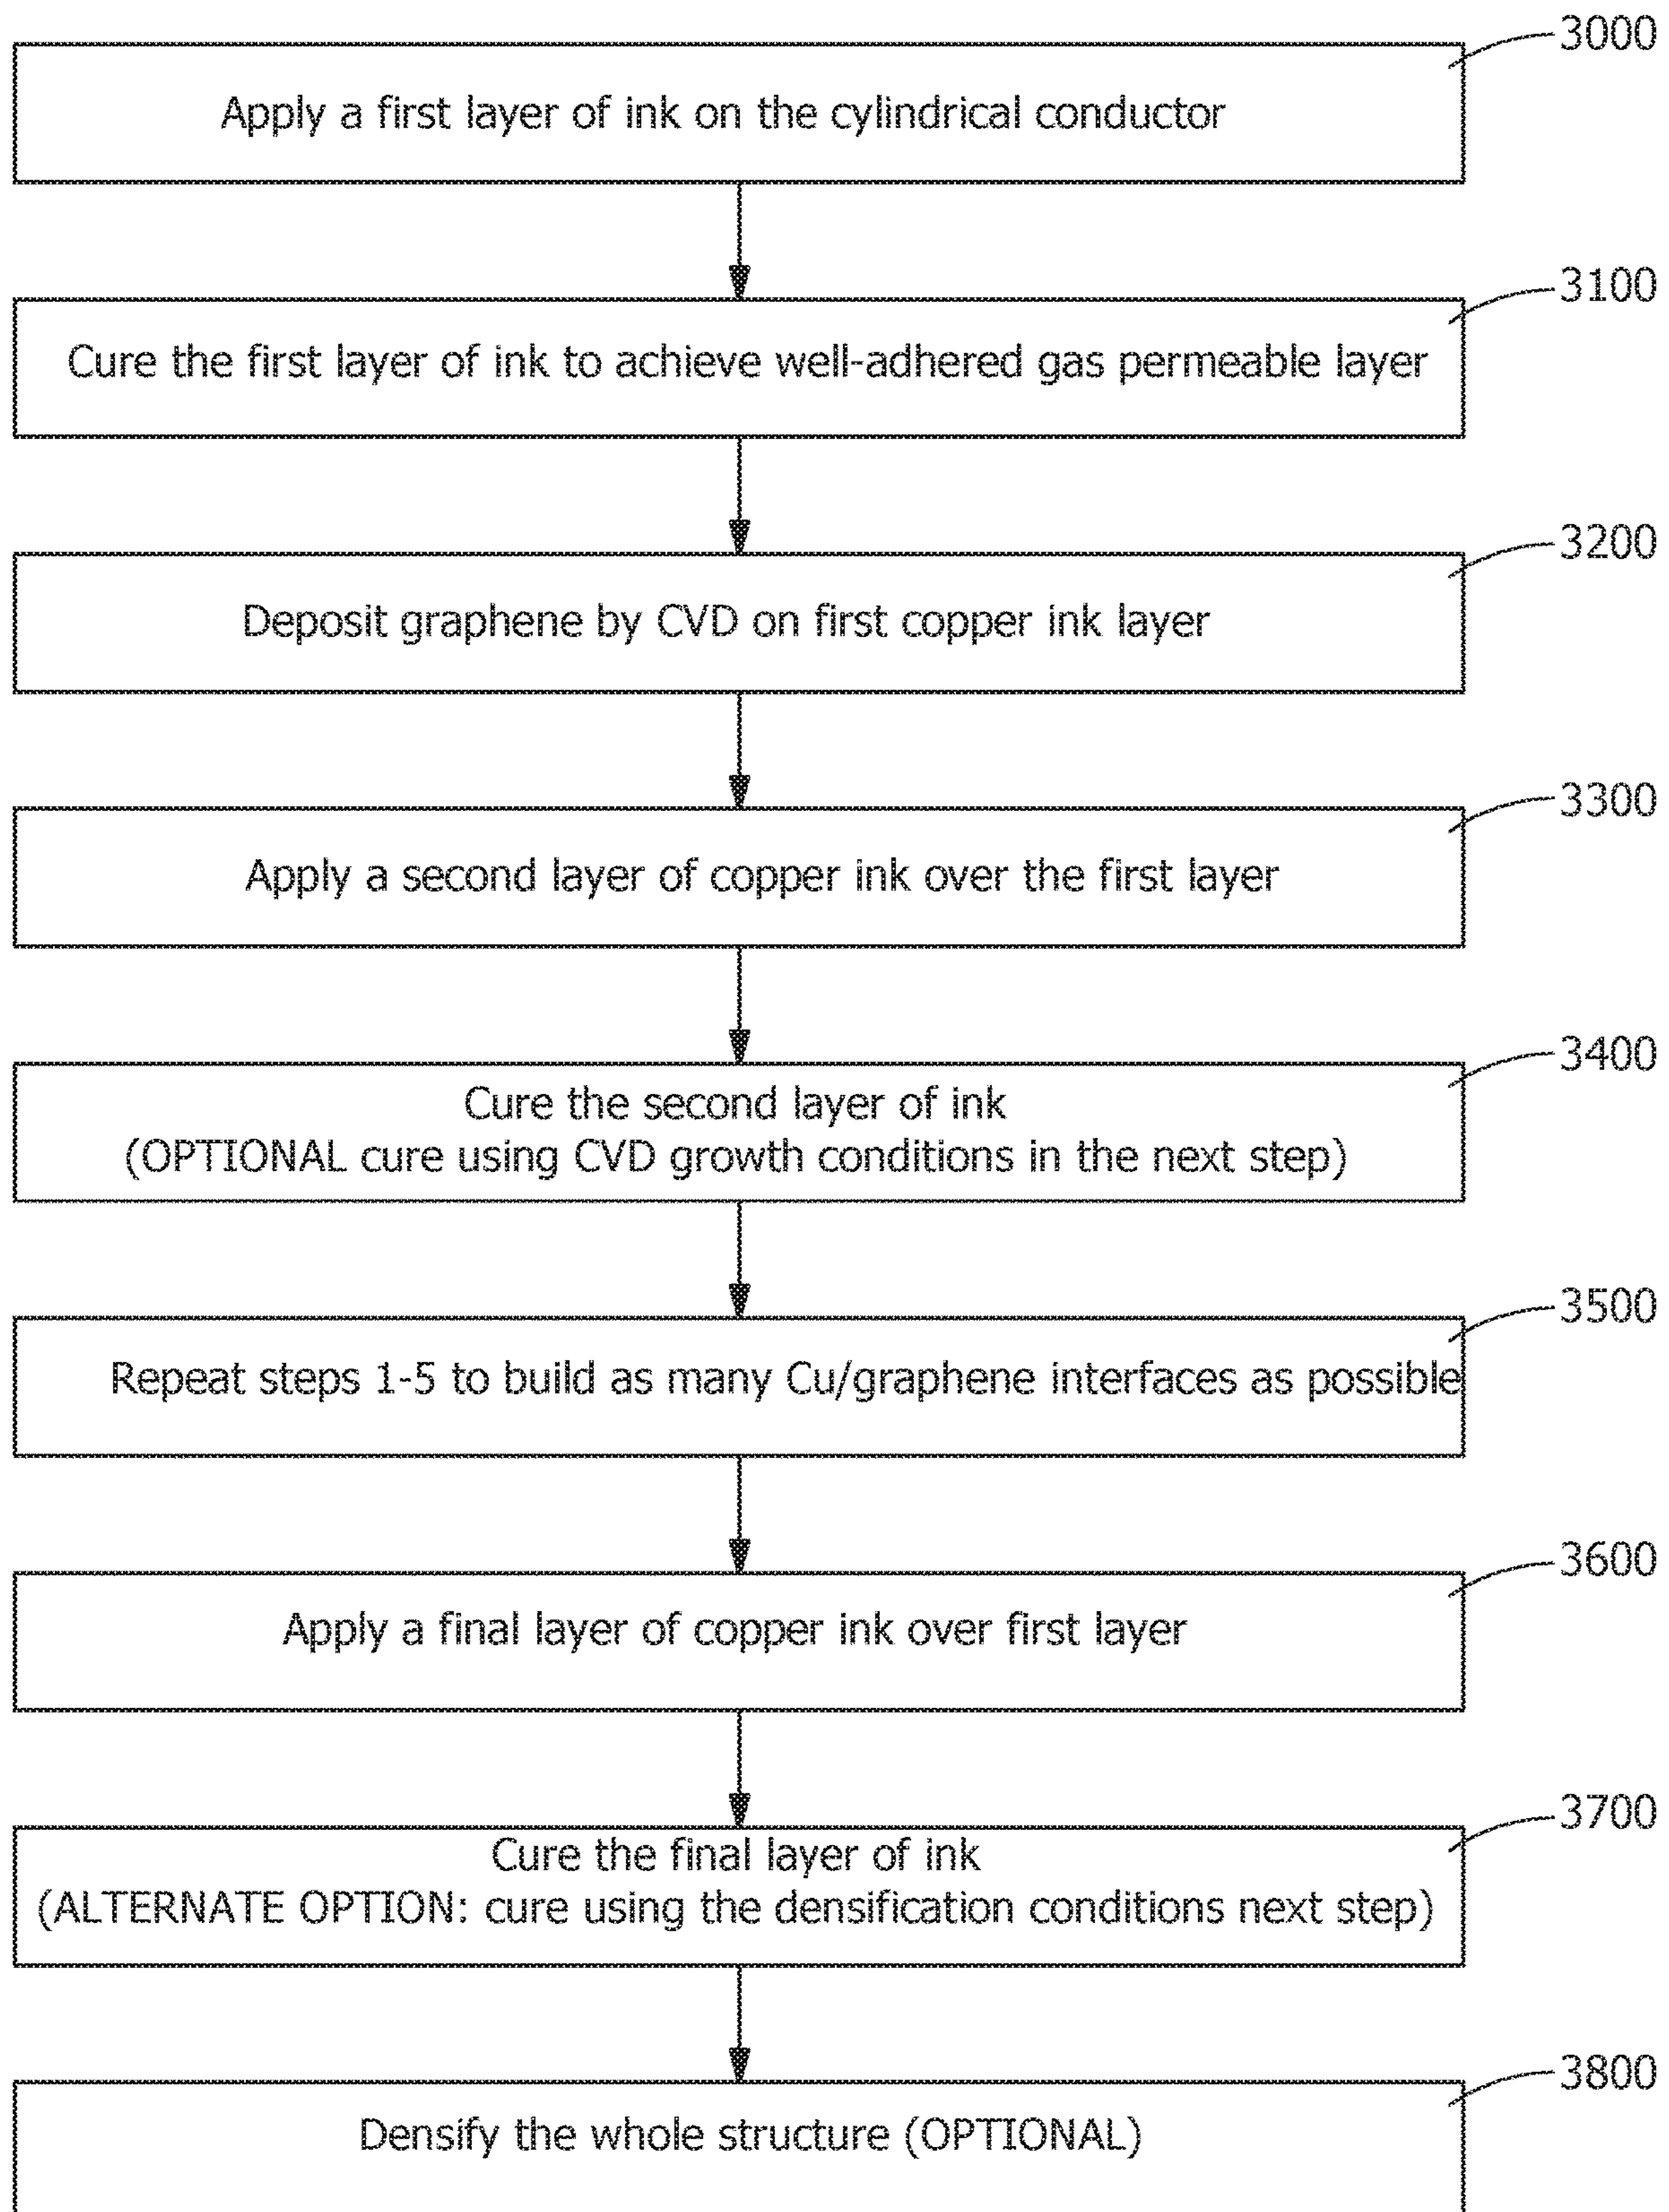 3000
Apply a first layer of ink on the cylindrical conductor
3100
Cure the first layer of ink to achieve well-adhered gas permeable layer
3200
Deposit graphene by CVD on first copper ink layer
3300
Apply a second layer of copper ink over the first layer
3400
Cure the second layer of ink
(OPTIONAL cure using CVD growth conditions in the next step)
3500
Repeat steps 1-5 to build as many Cu/graphene interfaces as possible
3600
Apply a final layer of copper ink over first layer
3700
Cure the final layer of ink
(ALTERNATE OPTION: cure using the densification conditions next step)
3800
Densify the whole structure (OPTIONAL)